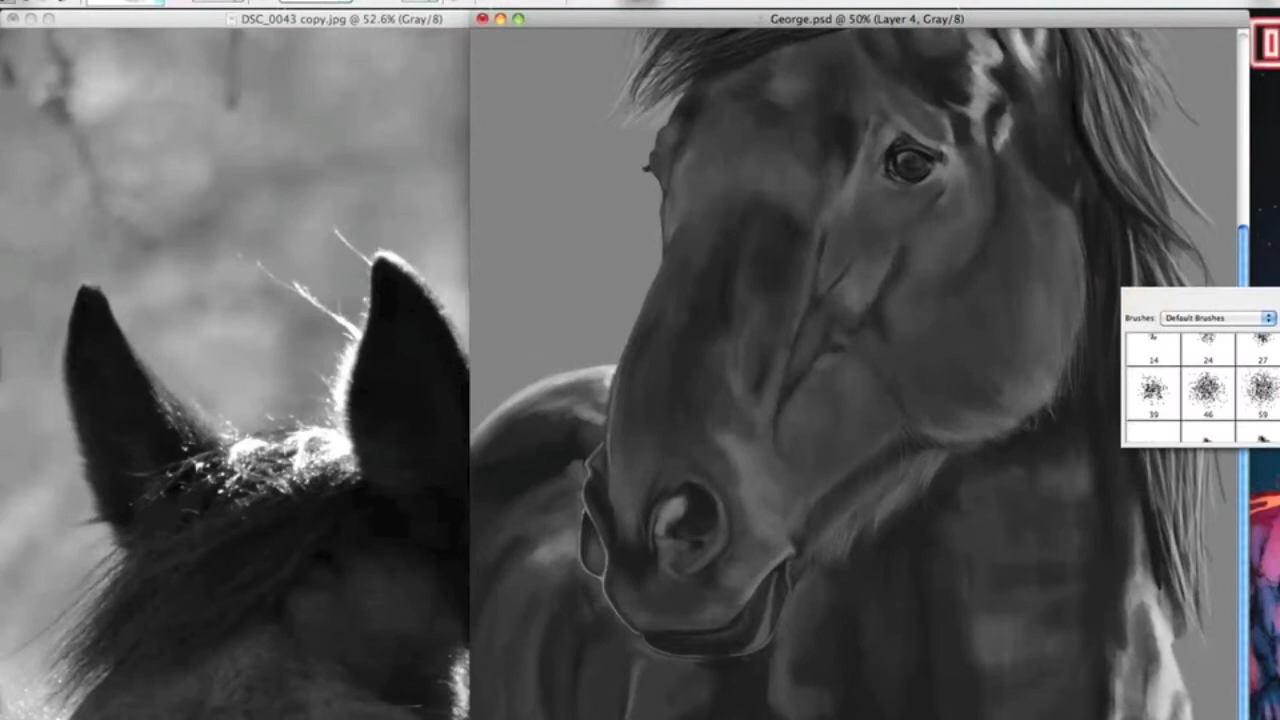 DSC_0043 copy.jpg @ 52.6% (Gray/8)
George.psd @ 50% (Layer 4, Gray/8)
Brushes: Default Brushes
14 24 27
39 46 59